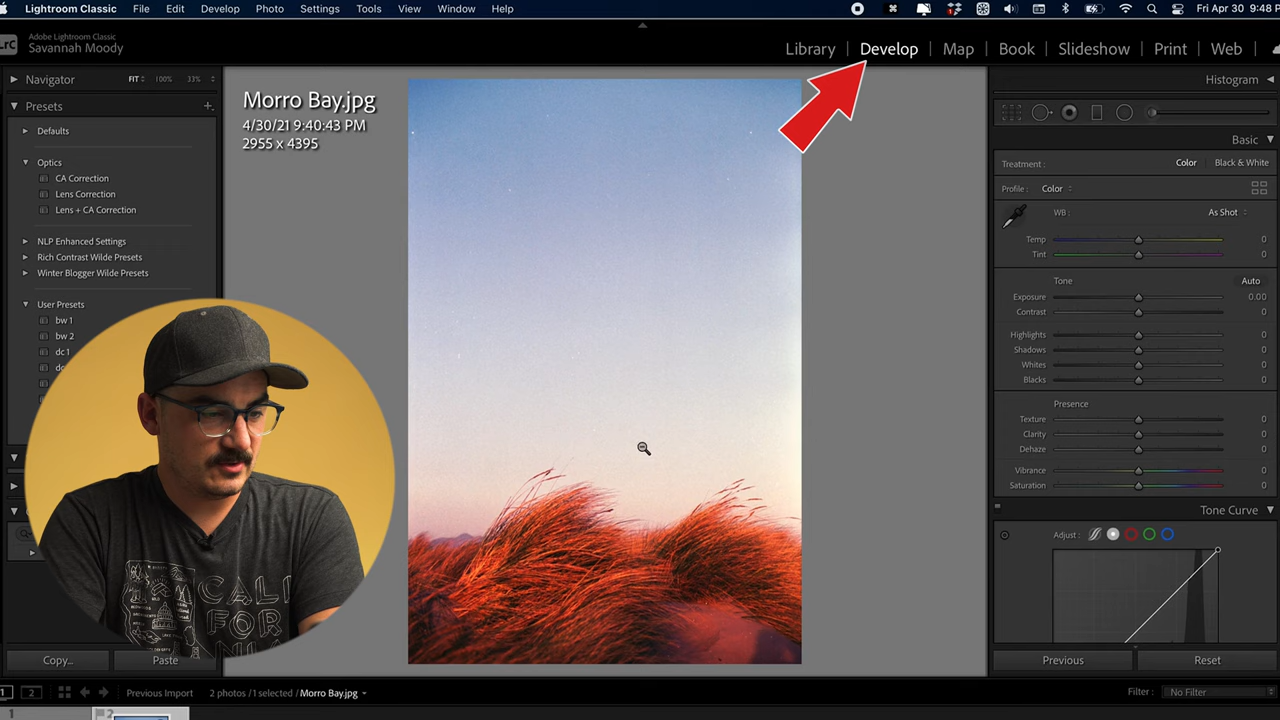 Lightroom Classic File Edit Develop Photo Settings Tools View Window Help Fri Apr 30 9:48 P
LrC Adobe Lightroom Classic
Savannah Moody
Library | Develop | Map | Book | Slideshow | Print | Web |
Navigator FIT 100% 33%
Presets +
Defaults
Optics
CA Correction
Lens Correction
Lens + CA Correction
NLP Enhanced Settings
Rich Contrast Wilde Presets
Winter Blogger Wilde Presets
User Presets
bw 1
bw 2
dc 1
Copy...
Paste
Morro Bay.jpg
4/30/21 9:40:43 PM
2955 x 4395
CALI
FOR
Histogram
Basic
Treatment : Color Black & White
Profile : Color
WB : As Shot
Temp 0
Tint 0
Tone Auto
Exposure 0.00
Contrast 0
Highlights 0
Shadows 0
Whites 0
Blacks 0
Presence
Texture 0
Clarity 0
Dehaze 0
Vibrance 0
Saturation 0
Tone Curve
Adjust :
Previous
Reset
1 2 Previous Import 2 photos / 1 selected / Morro Bay.jpg Filter : No Filter
1 2